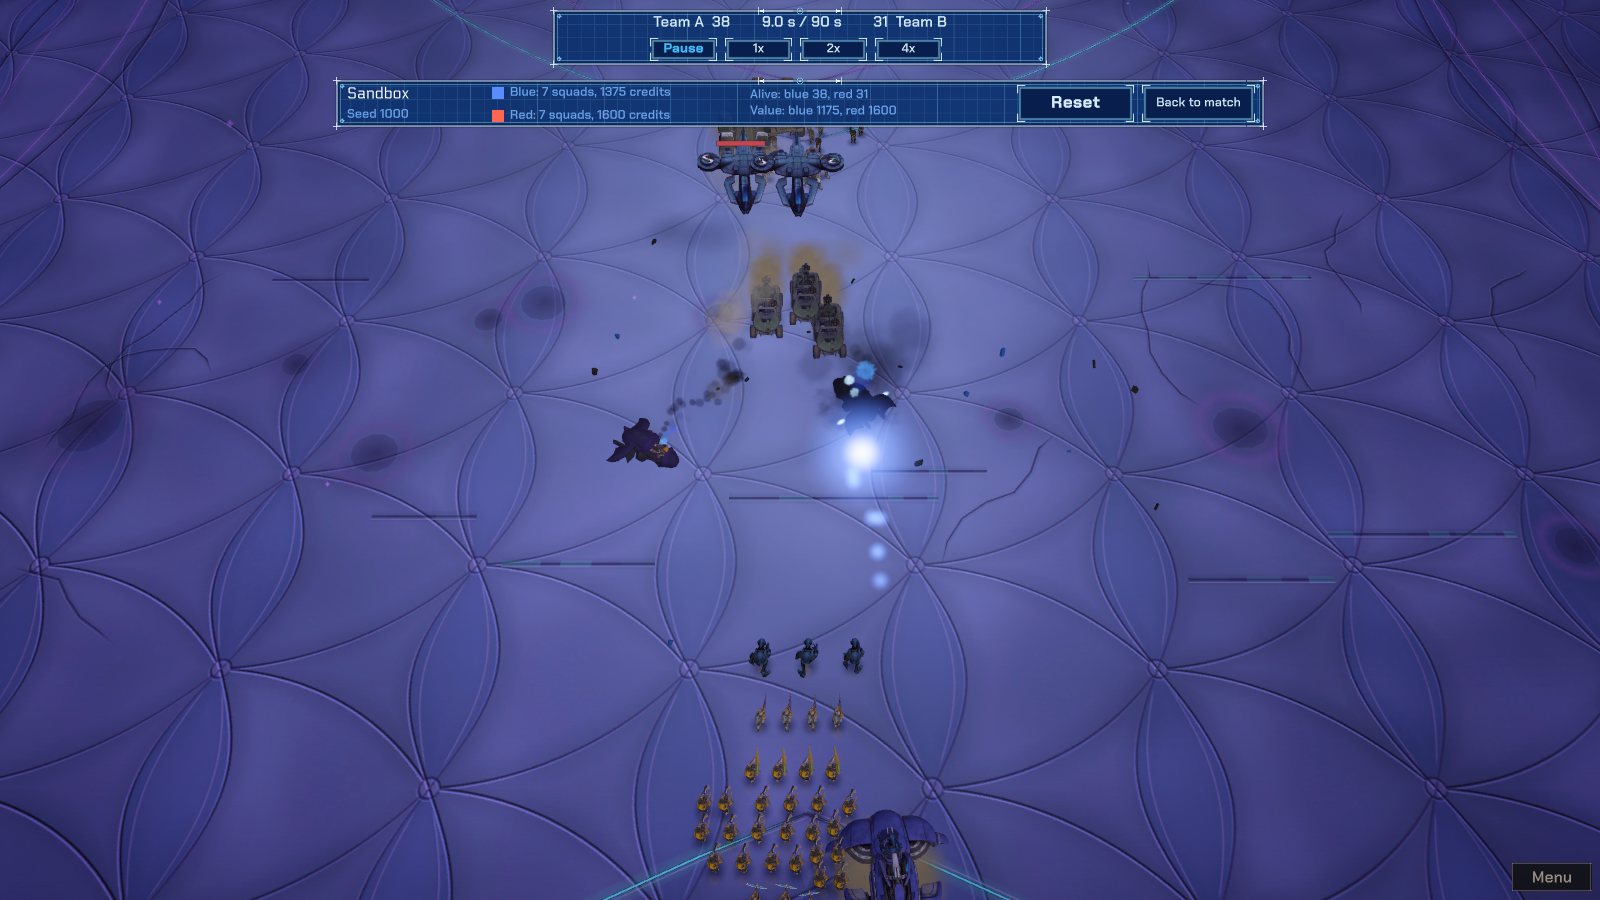 Team A 38 9.0 s / 90 s 31 Team B
Pause 1x 2x 4x
Sandbox
Seed 1000
Blue: 7 squads, 1375 credits
Red: 7 squads, 1600 credits
Alive: blue 38, red 31
Value: blue 1175, red 1600
Reset
Back to match
Menu